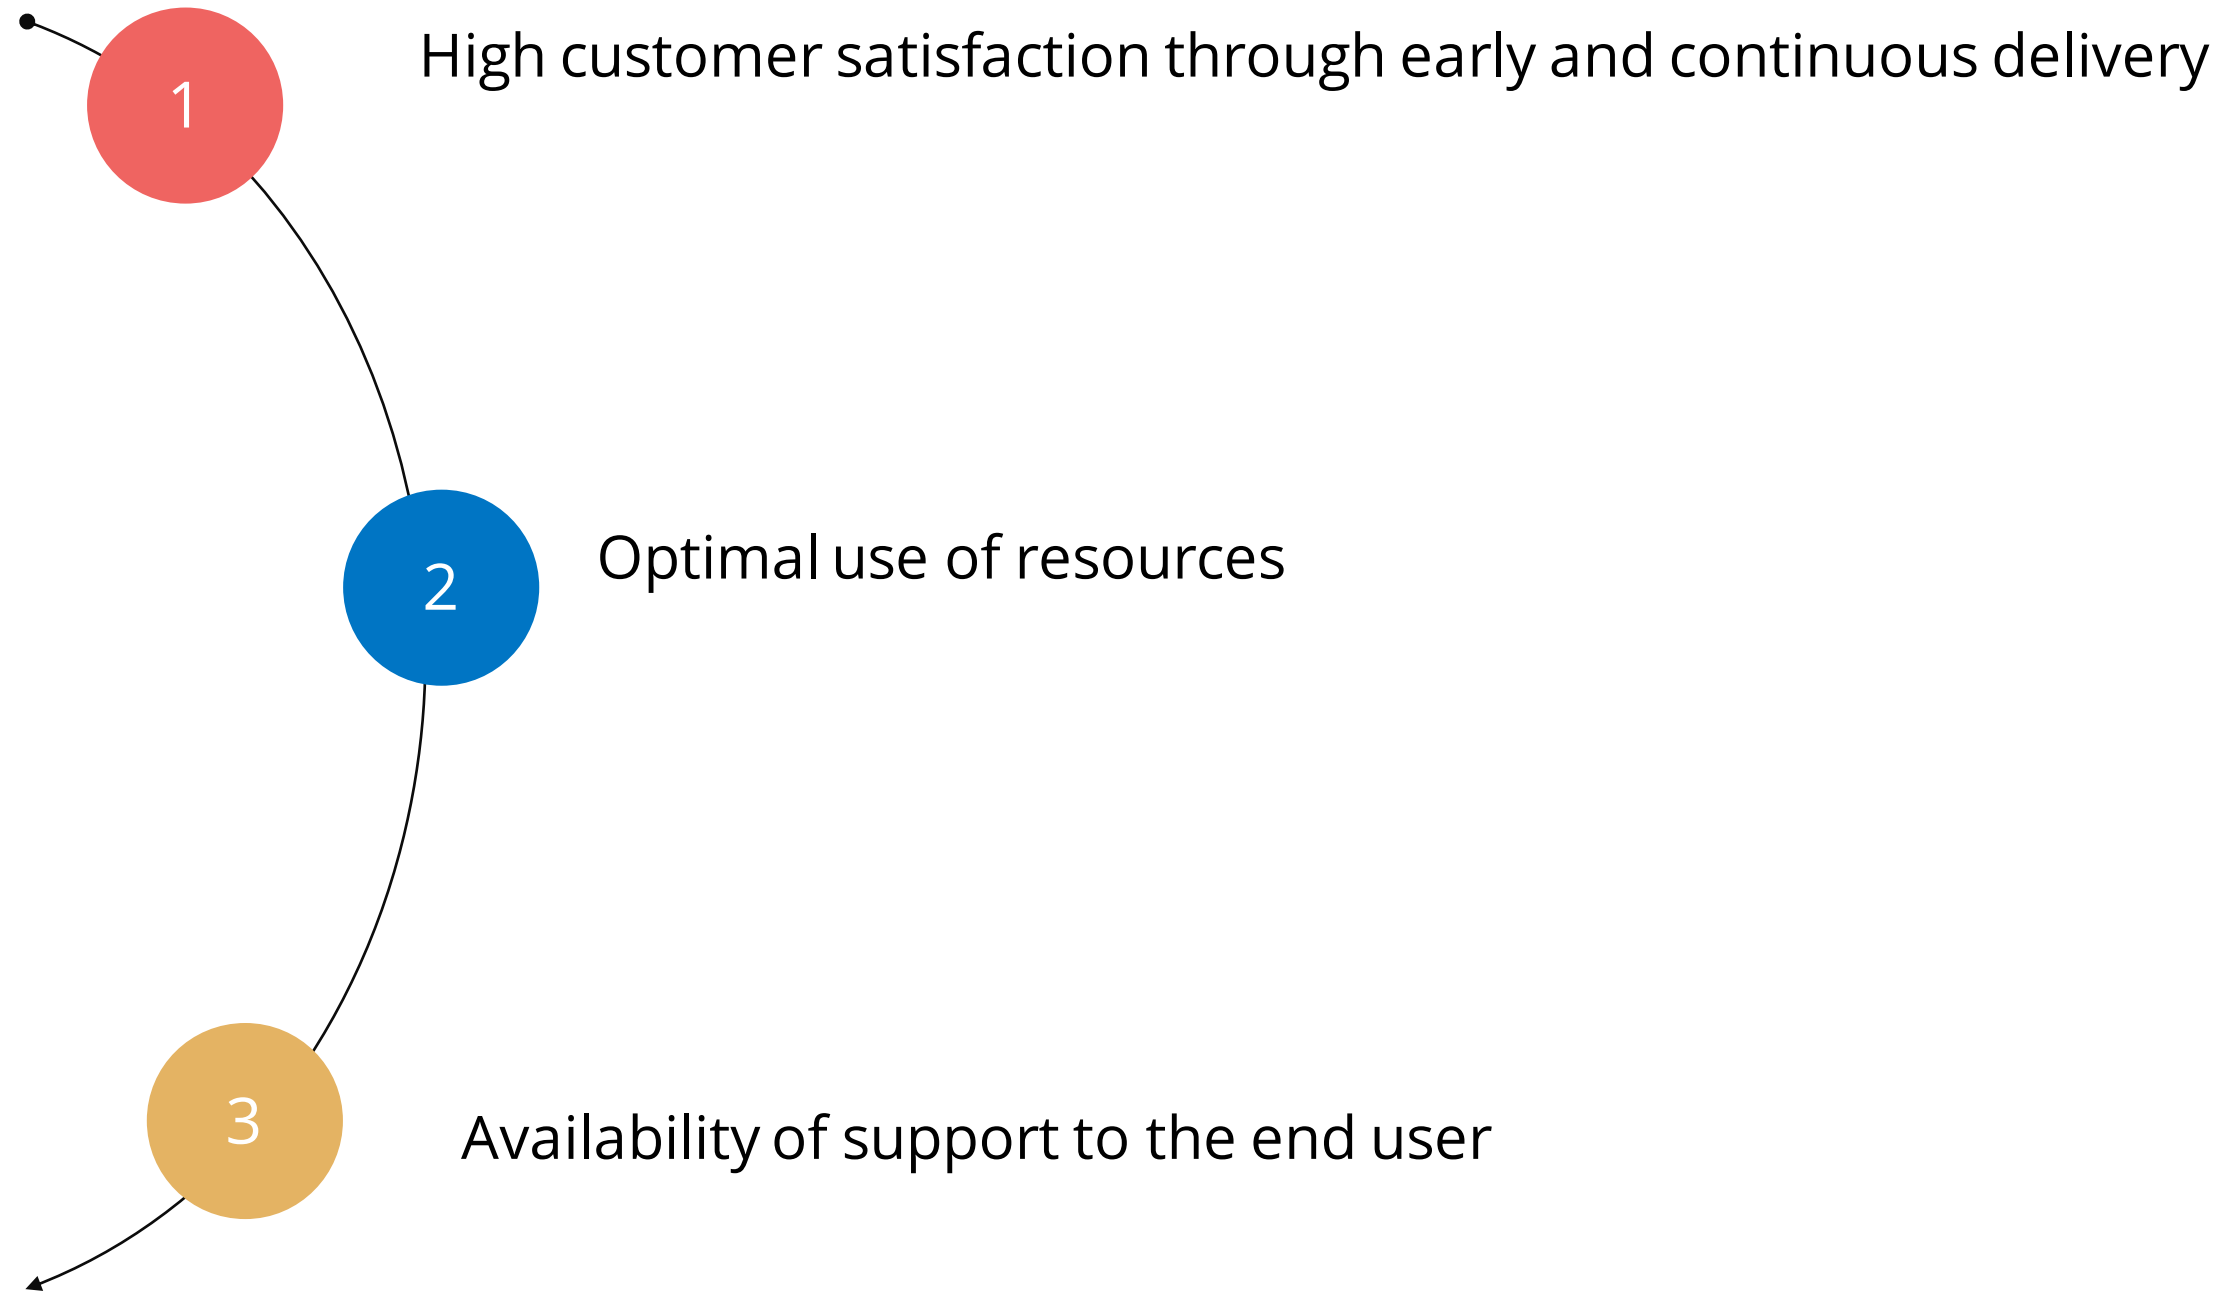 1
High customer satisfaction through early and continuous delivery
2
Optimal use of resources
3
Availability of support to the end user